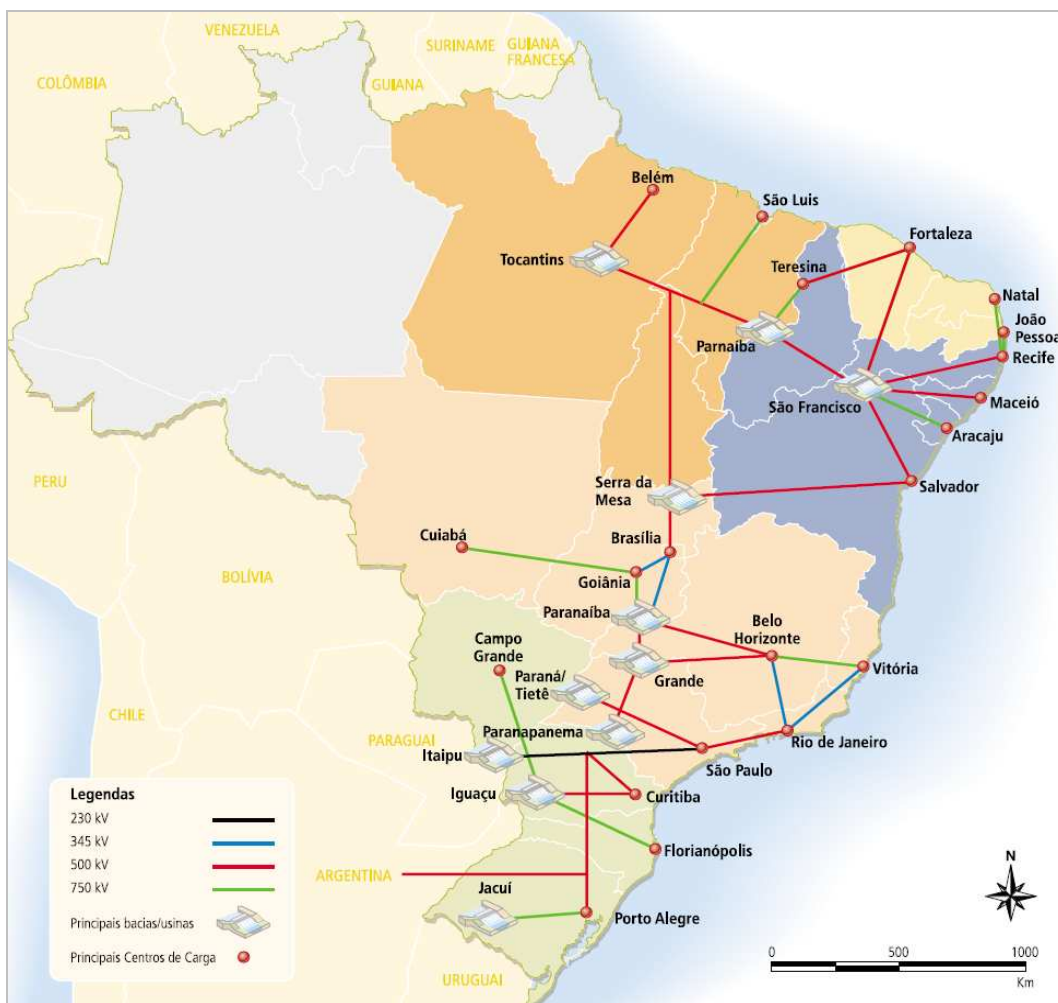 VENEZUELA
SURINAME
GUIANA
FRANCESA
COLÔMBIA
GUIANA
Belém
São Luis
Fortaleza
Tocantins
Teresina
Natal
João
Pessoa
Parnaíba
Recife
São Francisco
Maceió
Aracaju
PERU
Serra da
Mesa
Salvador
Cuiabá
Brasília
BOLÍVIA
Goiânia
Paranaíba
Belo
Horizonte
Campo
Grande
Vitória
Paraná/
Tietê
Grande
CHILE
Paranapanema
PARAGUAI
Rio de Janeiro
Itaipu
São Paulo
Iguaçu
Curitiba
Legendas
230 kV
345 kV
500 kV
750 kV
Principais bacias/usinas
Principais Centros de Carga
Florianópolis
ARGENTINA
Jacuí
Porto Alegre
URUGUAI
N
0
500
1000
Km